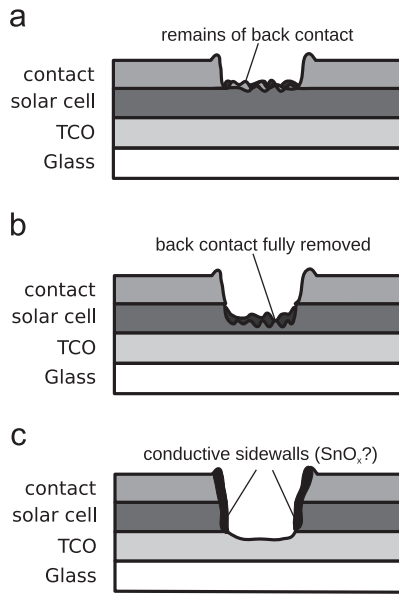 a
remains of back contact
contact
solar cell
TCO
Glass
b
back contact fully removed
contact
solar cell
TCO
Glass
c
conductive sidewalls (SnOₓ?)
contact
solar cell
TCO
Glass